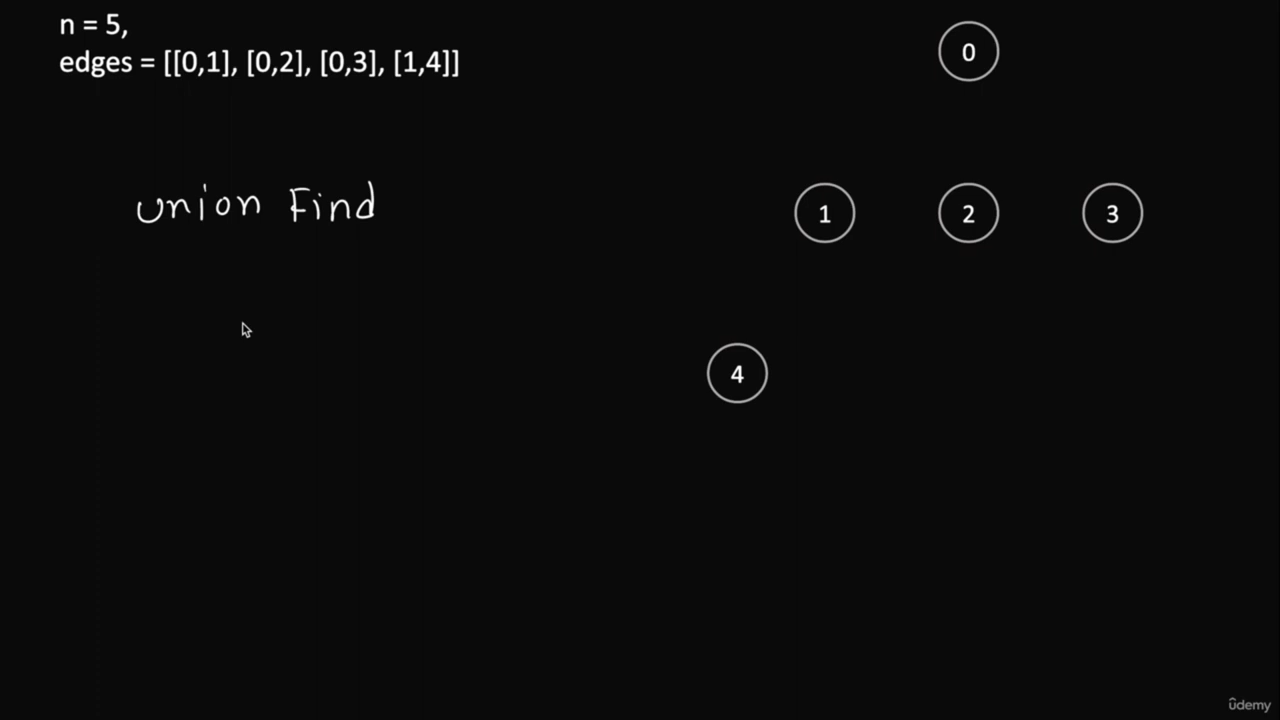 n = 5,
edges = [[0,1], [0,2], [0,3], [1,4]]
0
union Find
1 2 3
4
ûdemy